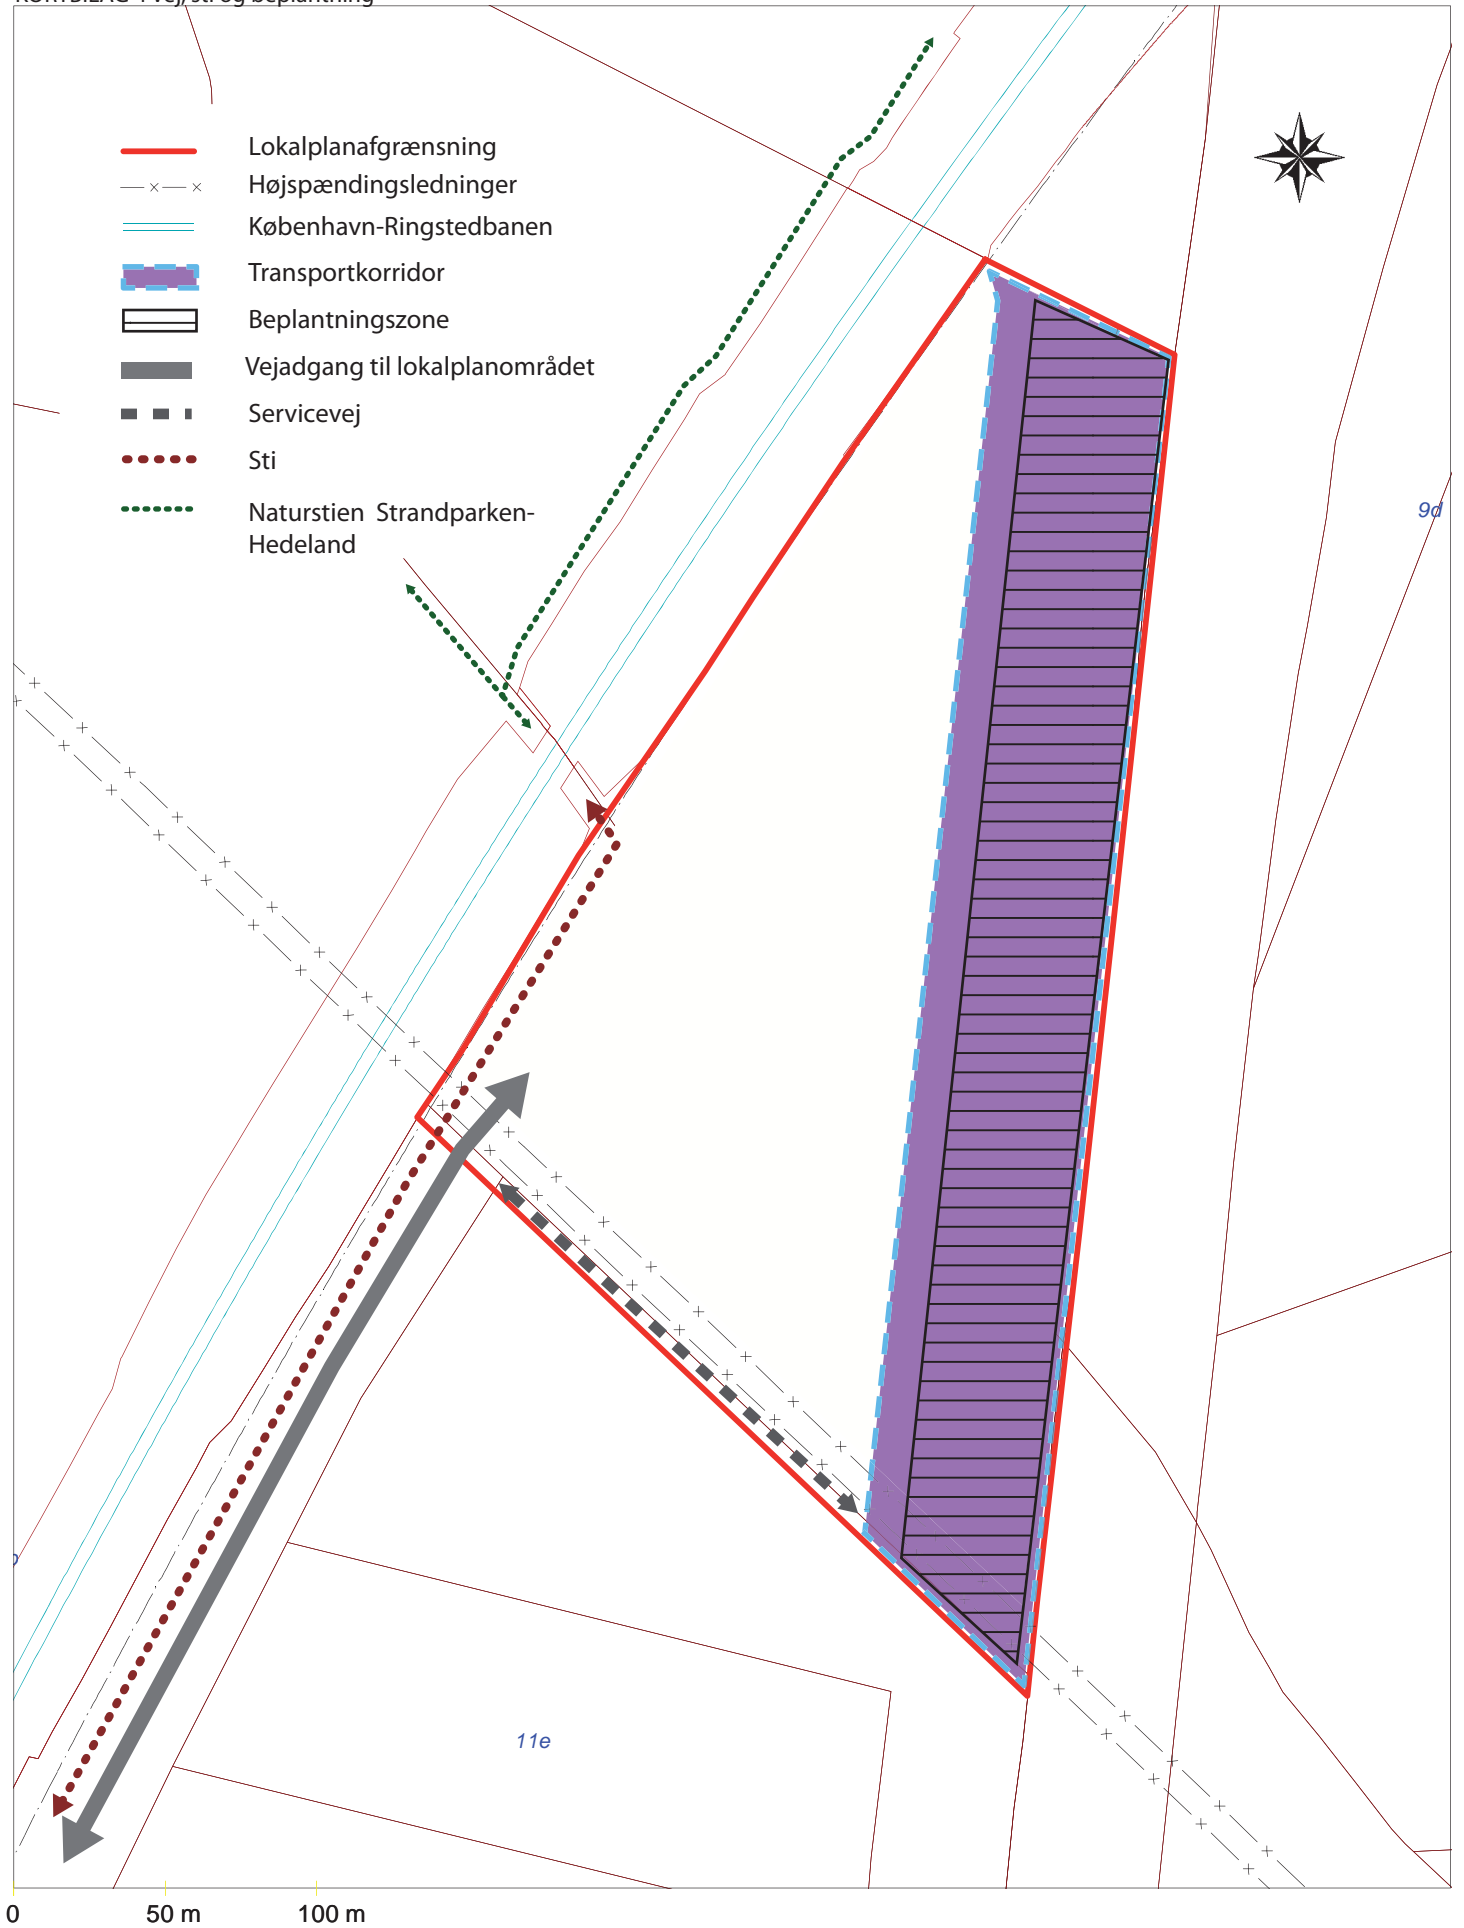 Lokalplanafgrænsning
Højspændingsledninger
København-Ringstedbanen
Transportkorridor
Beplantningszone
Vejadgang til lokalplanområdet
Servicevej
Sti
Naturstien Strandparken-
Hedeland
9d
11e
0 50 m 100 m